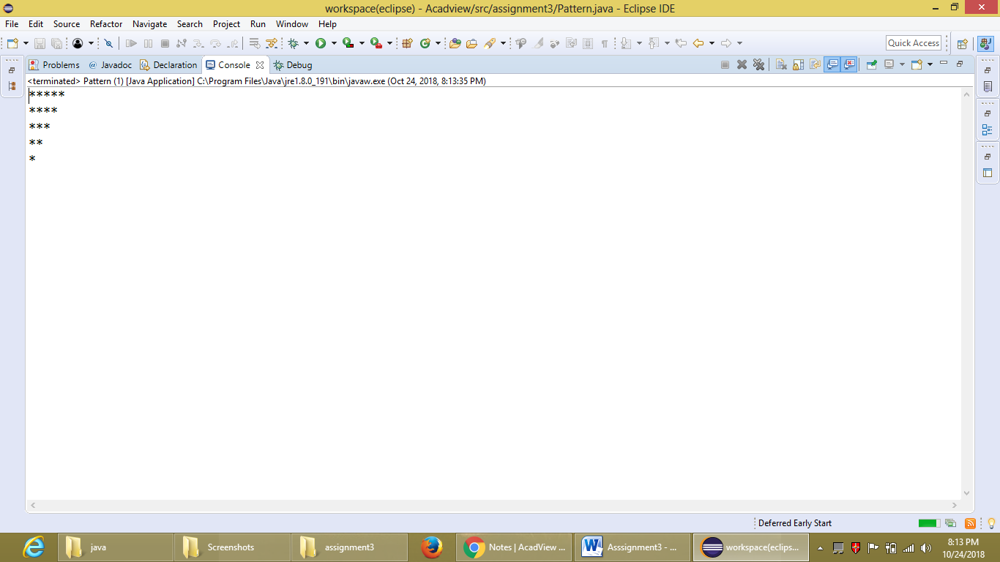 workspace(eclipse) - Acadview/src/assignment3/Pattern.java - Eclipse IDE
File Edit Source Refactor Navigate Search Project Run Window Help
Quick Access
Problems @ Javadoc Declaration Console Debug
<terminated> Pattern (1) [Java Application] C:\Program Files\Java\jre1.8.0_191\bin\javaw.exe (Oct 24, 2018, 8:13:35 PM)
*****
****
***
**
*
Deferred Early Start
java Screenshots assignment3 Notes | AcadView ... Asssignment3 - ... workspace(eclips...
8:13 PM
10/24/2018